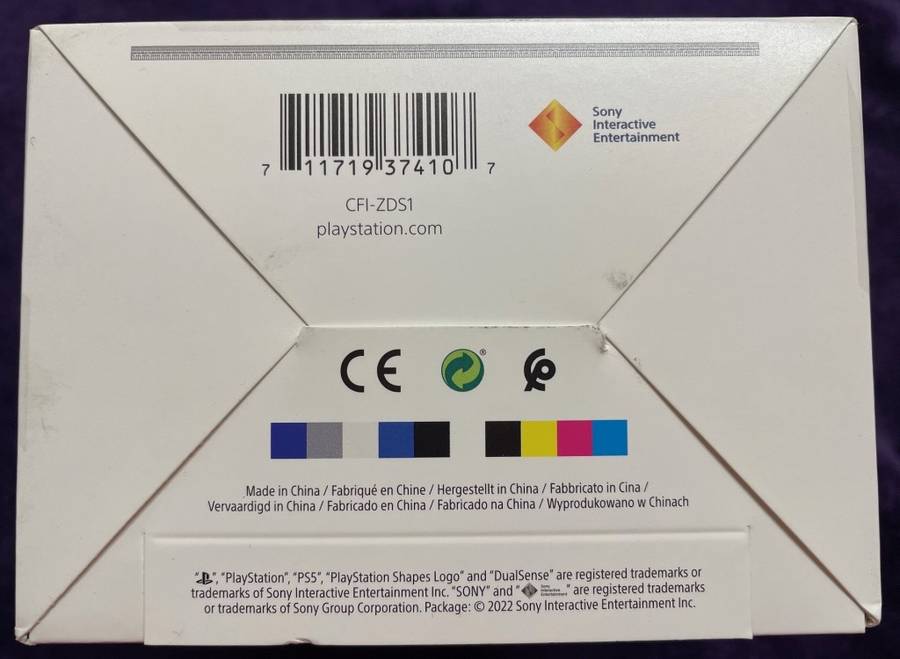 Sony
Interactive
Entertainment
7 11719 37410 7
CFI-ZDS1
playstation.com
CE
Made in China / Fabriqué en Chine / Hergestellt in China / Fabbricato in Cina /
Vervaardigd in China / Fabricado en China / Fabricado na China / Wyprodukowano w Chinach
" ", "PlayStation", "PS5", "PlayStation Shapes Logo" and "DualSense" are registered trademarks or
trademarks of Sony Interactive Entertainment Inc. "SONY" and " Sony Interactive Entertainment " are registered trademarks
or trademarks of Sony Group Corporation. Package: © 2022 Sony Interactive Entertainment Inc.